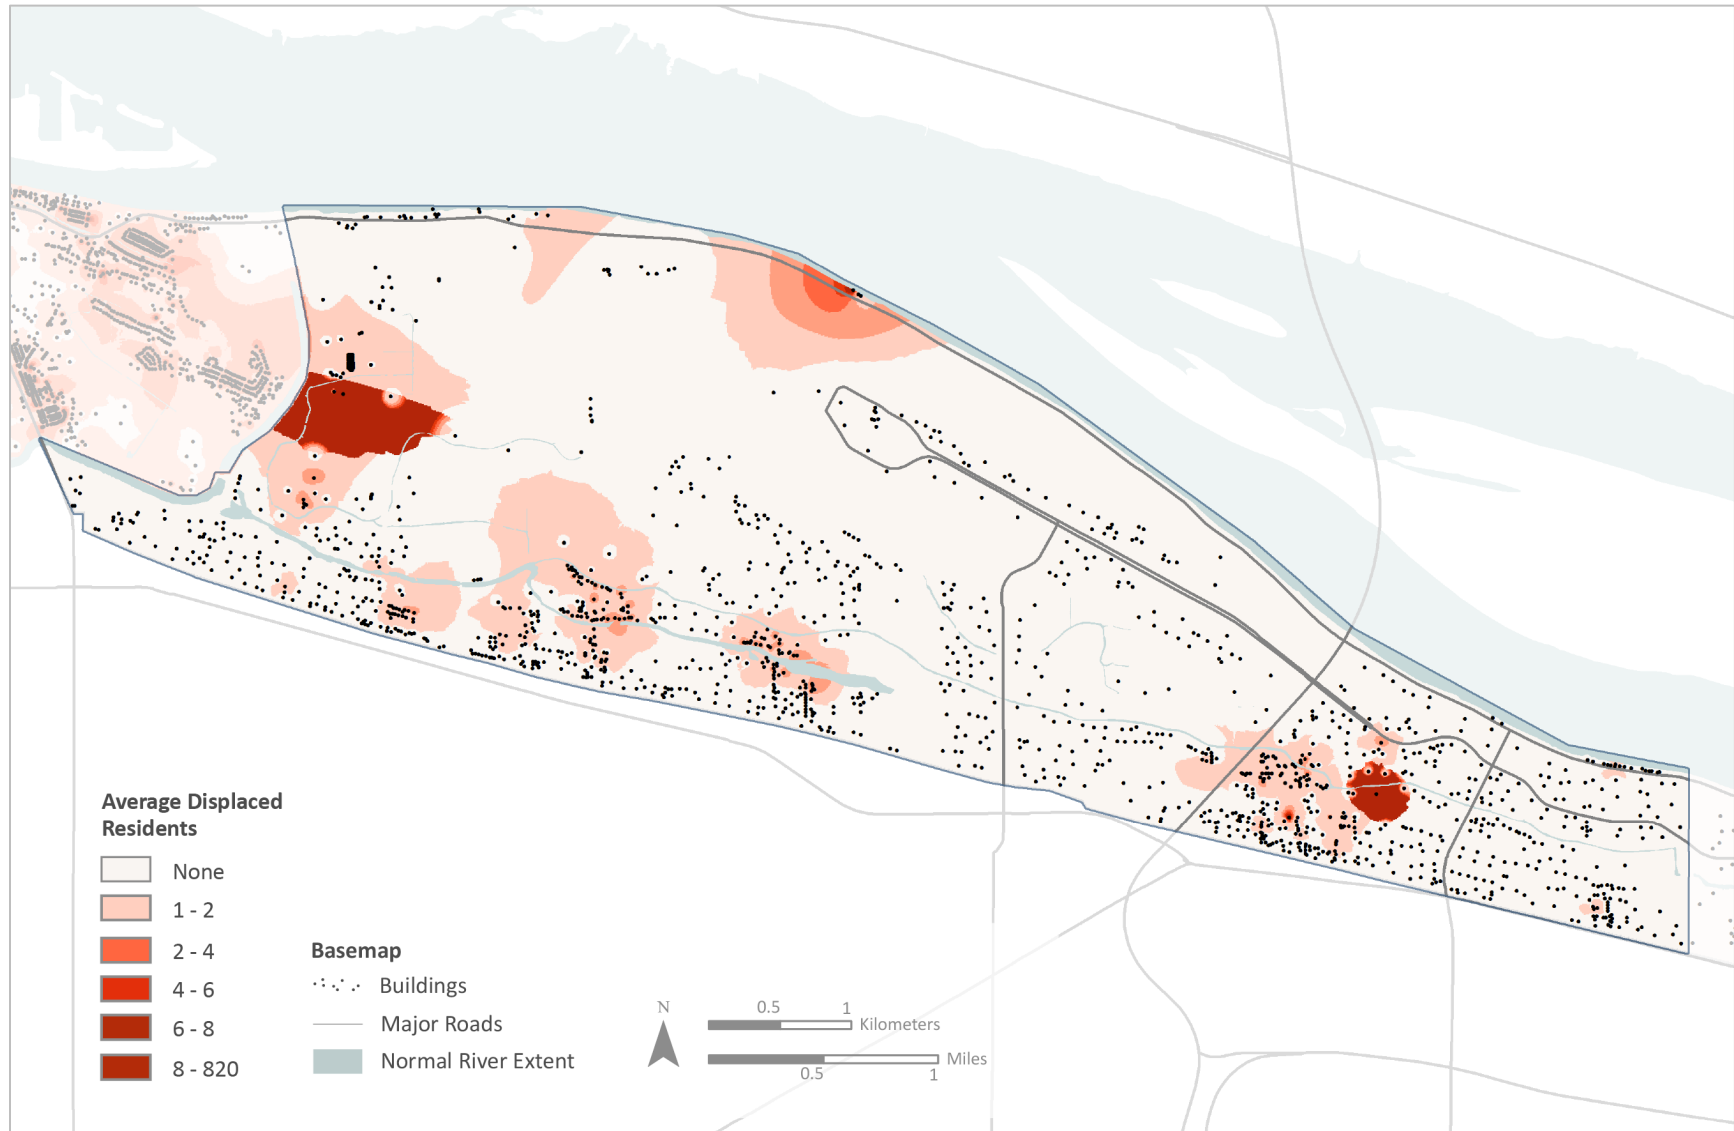 Average Displaced
Residents
None
1 - 2
2 - 4
4 - 6
6 - 8
8 - 820
Basemap
Buildings
Major Roads
Normal River Extent
N
0.5 1
Kilometers
Miles
0.5 1